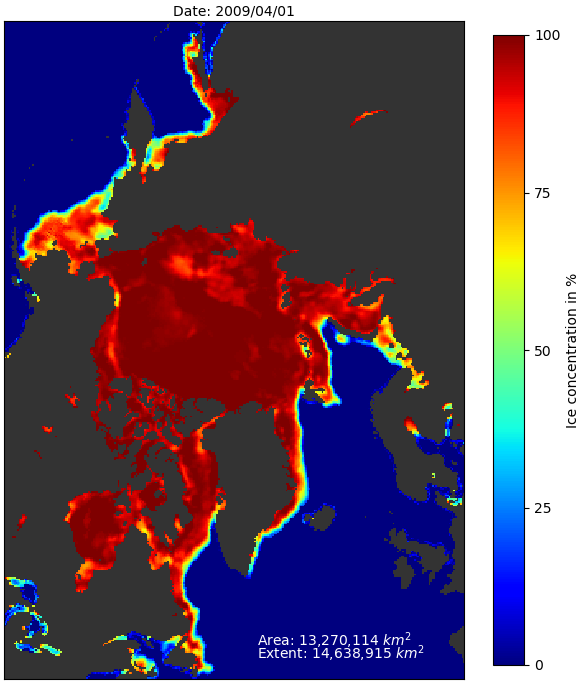 Date: 2009/04/01
100
75
50
25
0
Ice concentration in %
Area: 13,270,114 km²
Extent: 14,638,915 km²